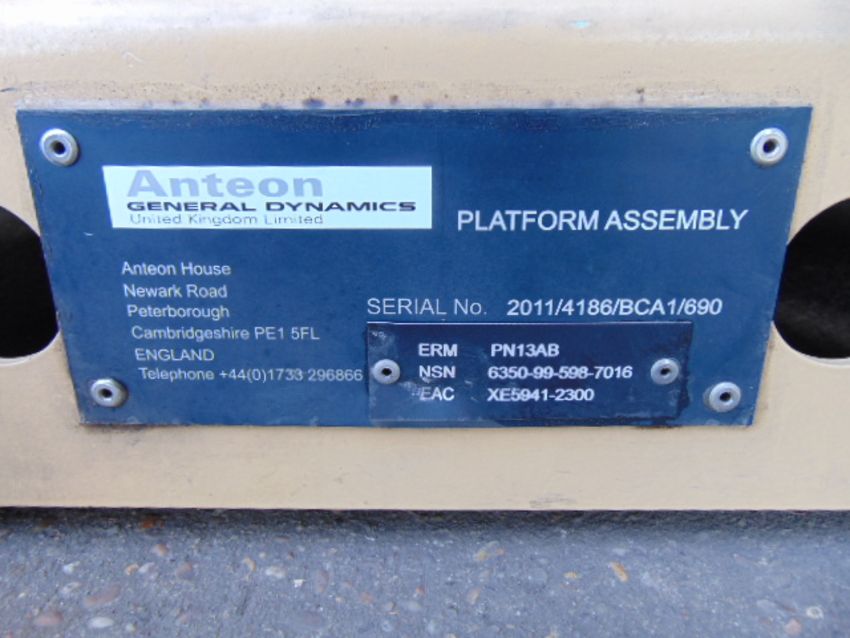 Anteon
GENERAL DYNAMICS
United Kingdom Limited
PLATFORM ASSEMBLY
Anteon House
Newark Road
Peterborough
Cambridgeshire PE1 5FL
ENGLAND
Telephone +44(0)1733 296866
SERIAL No. 2011/4186/BCA1/690
ERM PN13AB
NSN 6350-99-598-7016
EAC XE5941-2300